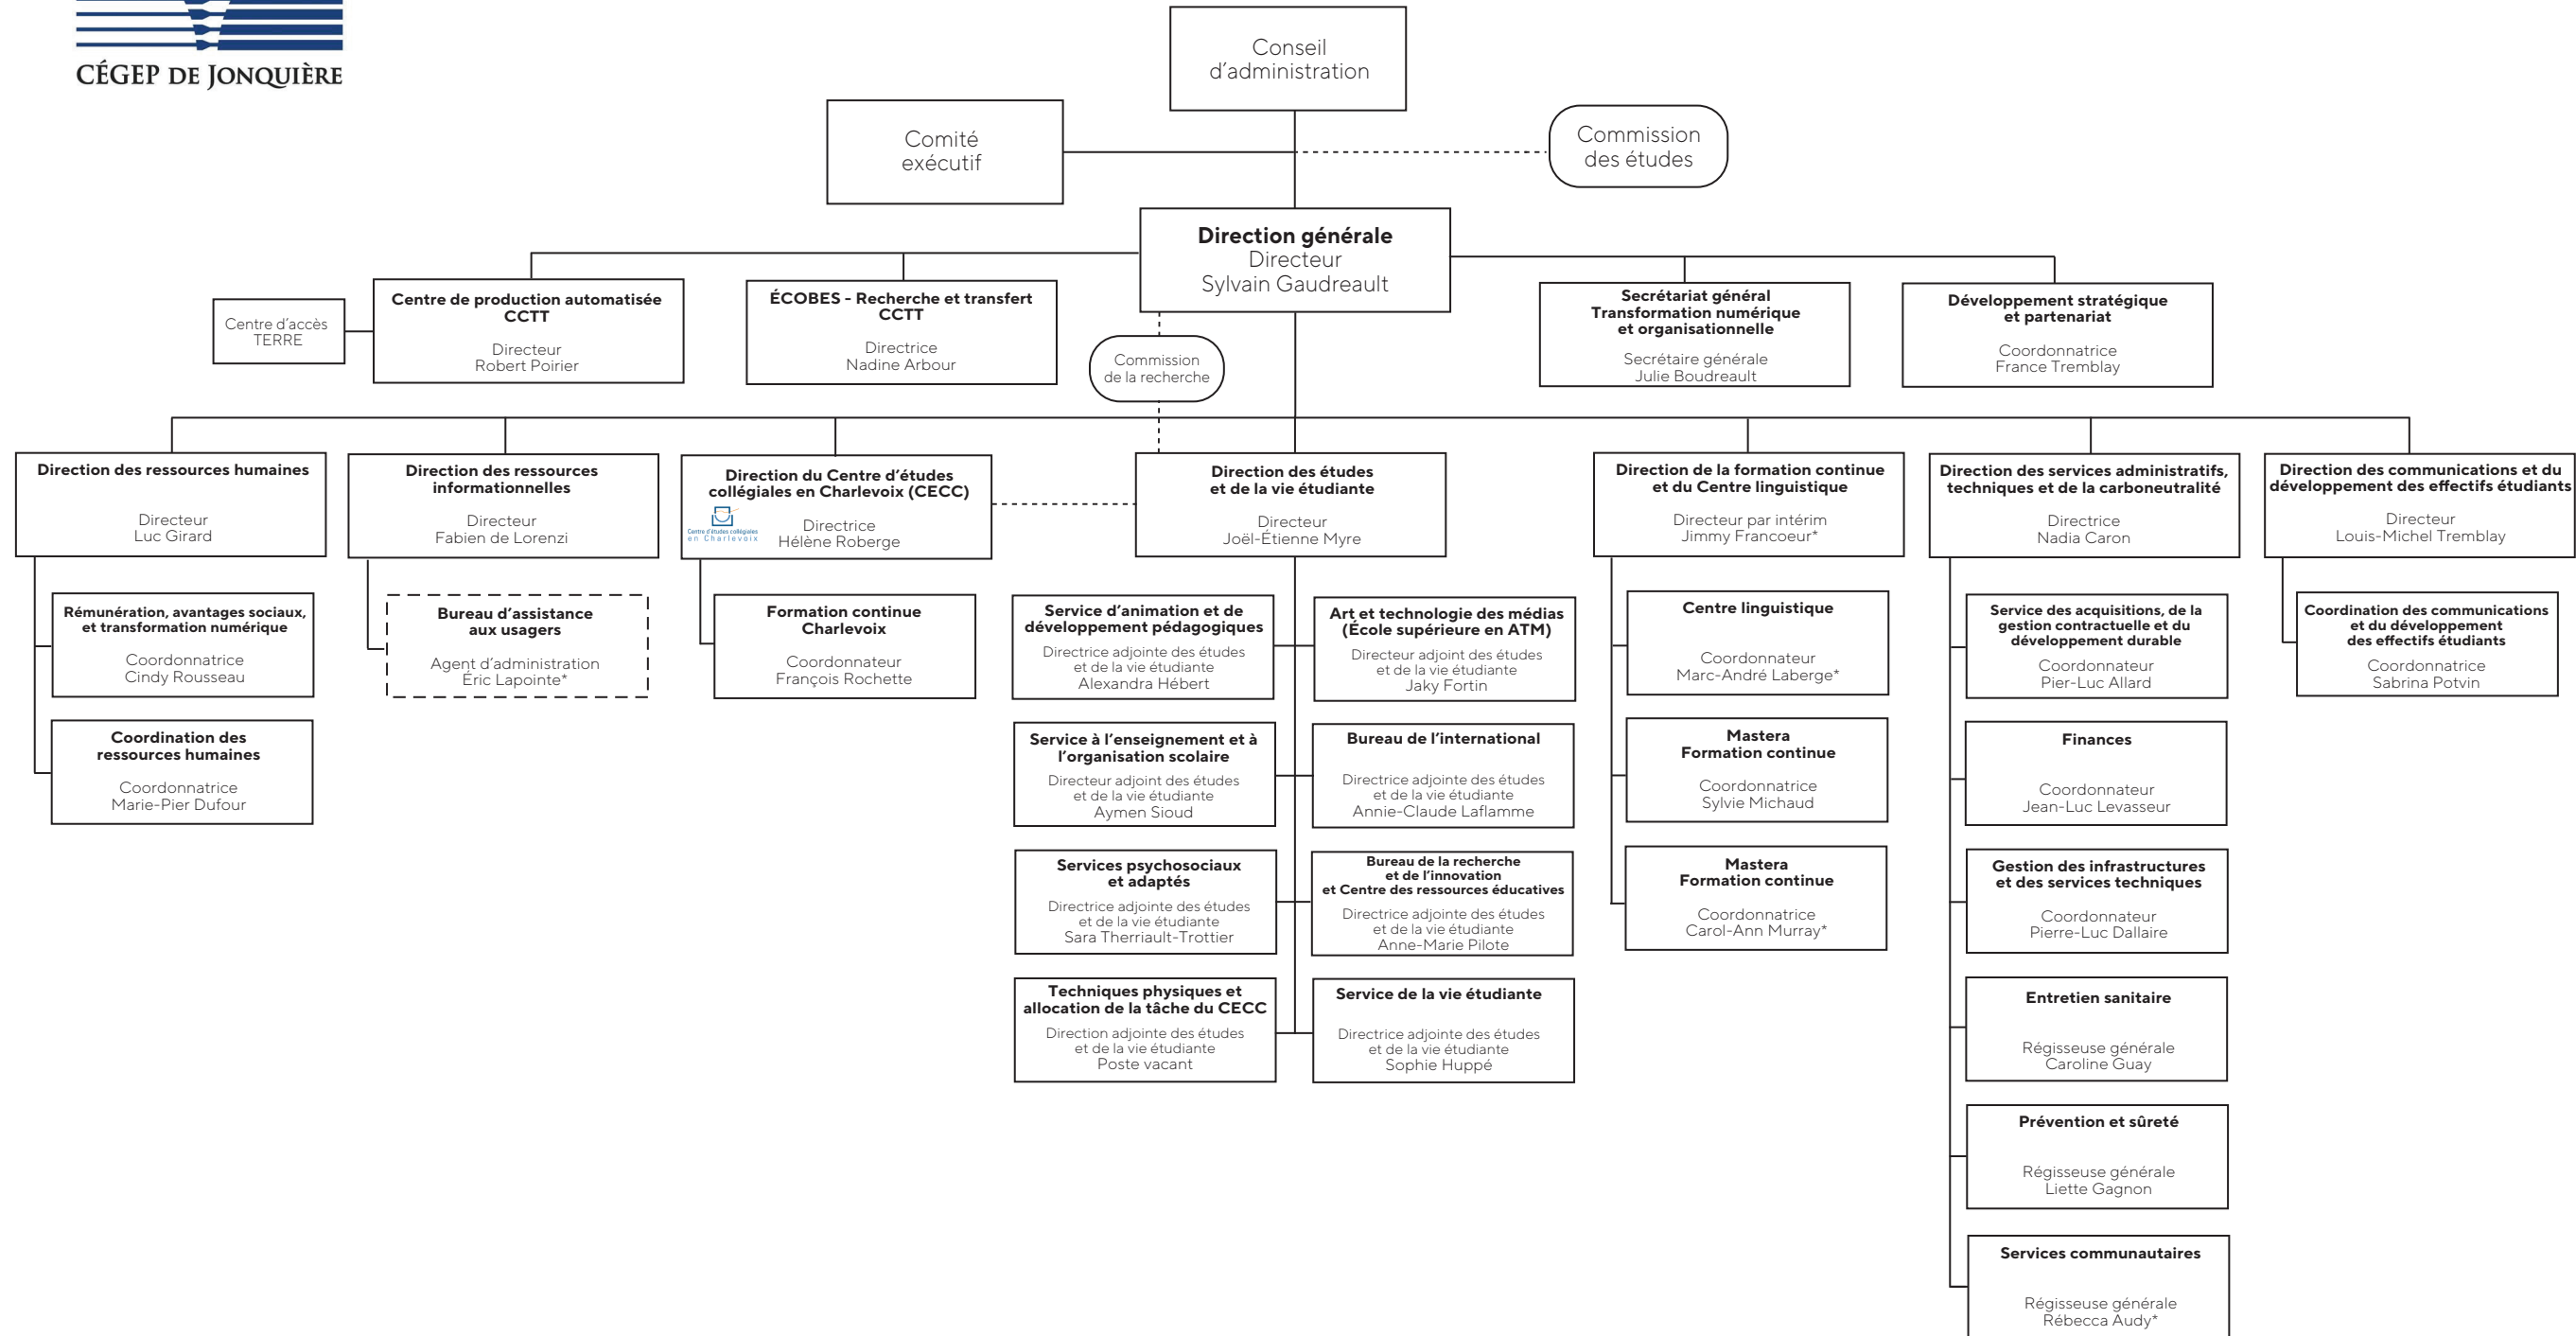 CÉGEP DE JONQUIÈRE
Conseil
d'administration
Comité
exécutif
Commission
des études
Direction générale
Directeur
Sylvain Gaudreault
Centre d'accès
TERRE
Centre de production automatisée
CCTT
Directeur
Robert Poirier
ÉCOBES - Recherche et transfert
CCTT
Directrice
Nadine Arbour
Commission
de la recherche
Secrétariat général
Transformation numérique
et organisationnelle
Secrétaire générale
Julie Boudreault
Développement stratégique
et partenariat
Coordonnatrice
France Tremblay
Direction des ressources humaines
Directeur
Luc Girard
Direction des ressources
informationnelles
Directeur
Fabien de Lorenzi
Direction du Centre d'études
collégiales en Charlevoix (CECC)
Centre d'études collégiales
en Charlevoix
Directrice
Hélène Roberge
Direction des études
et de la vie étudiante
Directeur
Joël-Étienne Myre
Direction de la formation continue
et du Centre linguistique
Directeur par intérim
Jimmy Francoeur*
Direction des services administratifs,
techniques et de la carboneutralité
Directrice
Nadia Caron
Direction des communications et du
développement des effectifs étudiants
Directeur
Louis-Michel Tremblay
Rémunération, avantages sociaux,
et transformation numérique
Coordonnatrice
Cindy Rousseau
Coordination des
ressources humaines
Coordonnatrice
Marie-Pier Dufour
Bureau d'assistance
aux usagers
Agent d'administration
Éric Lapointe*
Formation continue
Charlevoix
Coordonnateur
François Rochette
Service d'animation et de
développement pédagogiques
Directrice adjointe des études
et de la vie étudiante
Alexandra Hébert
Art et technologie des médias
(École supérieure en ATM)
Directeur adjoint des études
et de la vie étudiante
Jaky Fortin
Service à l'enseignement et à
l'organisation scolaire
Directeur adjoint des études
et de la vie étudiante
Aymen Sioud
Bureau de l'international
Directrice adjointe des études
et de la vie étudiante
Annie-Claude Laflamme
Services psychosociaux
et adaptés
Directrice adjointe des études
et de la vie étudiante
Sara Therriault-Trottier
Bureau de la recherche
et de l'innovation
et Centre des ressources éducatives
Directrice adjointe des études
et de la vie étudiante
Anne-Marie Pilote
Techniques physiques et
allocation de la tâche du CECC
Direction adjointe des études
et de la vie étudiante
Poste vacant
Service de la vie étudiante
Directrice adjointe des études
et de la vie étudiante
Sophie Huppé
Centre linguistique
Coordonnateur
Marc-André Laberge*
Mastera
Formation continue
Coordonnatrice
Sylvie Michaud
Mastera
Formation continue
Coordonnatrice
Carol-Ann Murray*
Service des acquisitions, de la
gestion contractuelle et du
développement durable
Coordonnateur
Pier-Luc Allard
Finances
Coordonnateur
Jean-Luc Levasseur
Gestion des infrastructures
et des services techniques
Coordonnateur
Pierre-Luc Dallaire
Entretien sanitaire
Régisseuse générale
Caroline Guay
Prévention et sûreté
Régisseuse générale
Liette Gagnon
Services communautaires
Régisseuse générale
Rébecca Audy*
Coordination des communications
et du développement
des effectifs étudiants
Coordonnatrice
Sabrina Potvin